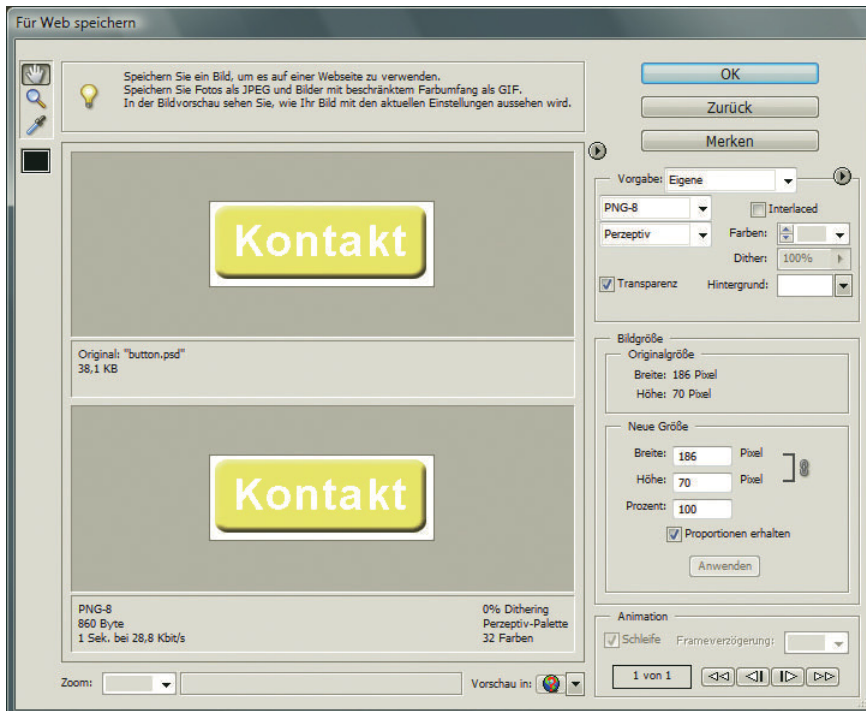 Für Web speichern
Speichern Sie ein Bild, um es auf einer Webseite zu verwenden.
Speichern Sie Fotos als JPEG und Bilder mit beschränktem Farbumfang als GIF.
In der Bildvorschau sehen Sie, wie Ihr Bild mit den aktuellen Einstellungen aussehen wird.
OK
Zurück
Merken
Kontakt
Original: "button.psd"
38,1 KB
Kontakt
PNG-8
860 Byte
1 Sek. bei 28,8 Kbit/s
0% Dithering
Perzeptiv-Palette
32 Farben
Zoom:
Vorschau in:
Vorgabe: Eigene
PNG-8
Interlaced
Perzeptiv
Farben:
Dither: 100%
Transparenz
Hintergrund:
Bildgröße
Originalgröße
Breite: 186 Pixel
Höhe: 70 Pixel
Neue Größe
Breite: 186 Pixel
Höhe: 70 Pixel
Prozent: 100
Proportionen erhalten
Anwenden
Animation
Schleife Frameverzögerung:
1 von 1